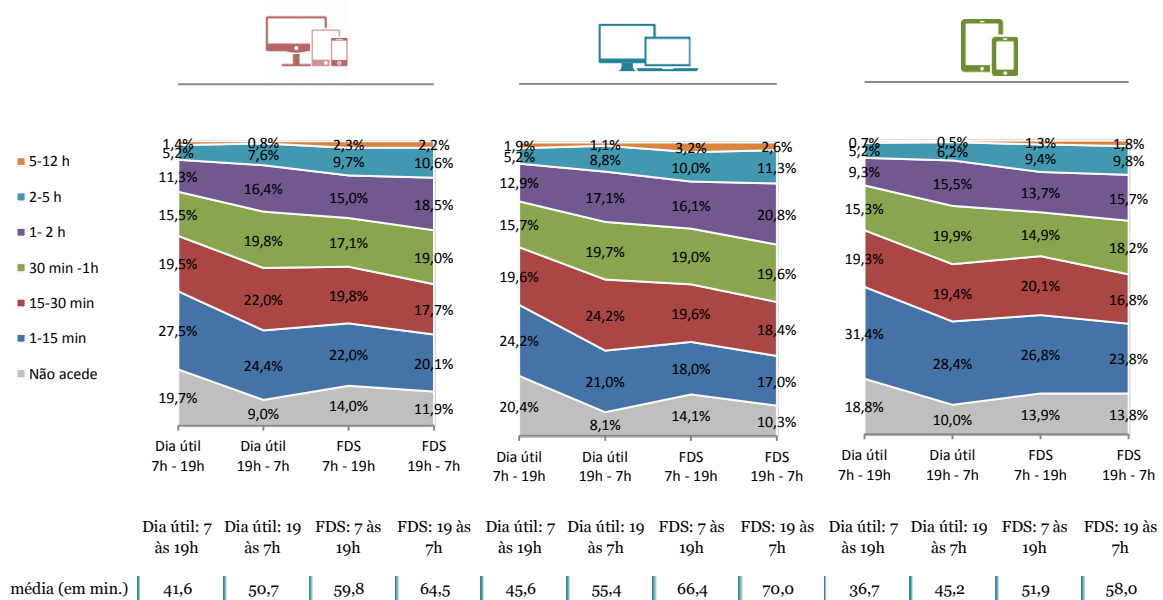 5-12 h
2-5 h
1- 2 h
30 min -1h
15-30 min
1-15 min
Não acede
1,4% 0,8% 2,3% 2,2%
5,2% 7,6% 9,7% 10,6%
11,3% 16,4% 15,0% 18,5%
15,5% 19,8% 17,1% 19,0%
19,5% 22,0% 19,8% 17,7%
27,5% 24,4% 22,0% 20,1%
19,7% 9,0% 14,0% 11,9%
Dia útil Dia útil FDS FDS
7h - 19h 19h - 7h 7h - 19h 19h - 7h
1,9% 1,1% 3,2% 2,6%
5,2% 8,8% 10,0% 11,3%
12,9% 17,1% 16,1% 20,8%
15,7% 19,7% 19,0% 19,6%
19,6% 24,2% 19,6% 18,4%
24,2% 21,0% 18,0% 17,0%
20,4% 8,1% 14,1% 10,3%
Dia útil Dia útil FDS FDS
7h - 19h 19h - 7h 7h - 19h 19h - 7h
0,7% 0,5% 1,3% 1,8%
5,2% 6,2% 9,4% 9,8%
9,3% 15,5% 13,7% 15,7%
15,3% 19,9% 14,9% 18,2%
19,3% 19,4% 20,1% 16,8%
31,4% 28,4% 26,8% 23,8%
18,8% 10,0% 13,9% 13,8%
Dia útil Dia útil FDS FDS
7h - 19h 19h - 7h 7h - 19h 19h - 7h
Dia útil: 7 Dia útil: 19 FDS: 7 às FDS: 19 às Dia útil: 7 Dia útil: 19 FDS: 7 às FDS: 19 às Dia útil: 7 Dia útil: 19 FDS: 7 às FDS: 19 às
às 19h às 7h 19h 7h às 19h às 7h 19h 7h às 19h às 7h 19h 7h
média (em min.) 41,6 50,7 59,8 64,5 45,6 55,4 66,4 70,0 36,7 45,2 51,9 58,0